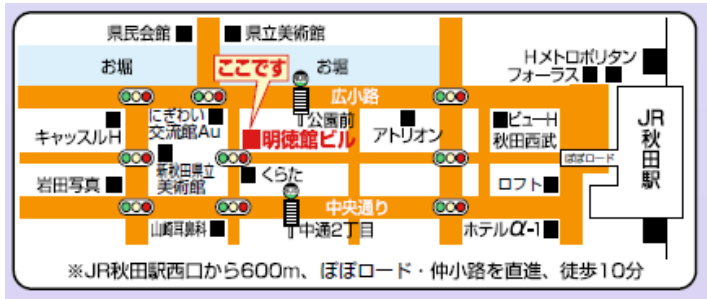 県民会館
県立美術館
お堀
ここです
お堀
Hメトロポリタン
フォーラス
広小路
キャッスルH
にぎわい
交流館Au
公園前
明徳館ビル
アトリオン
ビューH
秋田西武
JR
秋田駅
ぽぽロード
岩田写真
新秋田県立
美術館
くらた
ロフト
中央通り
山崎耳鼻科
中通2丁目
ホテルα-1
※JR秋田駅西口から600m、ぽぽロード・仲小路を直進、徒歩10分